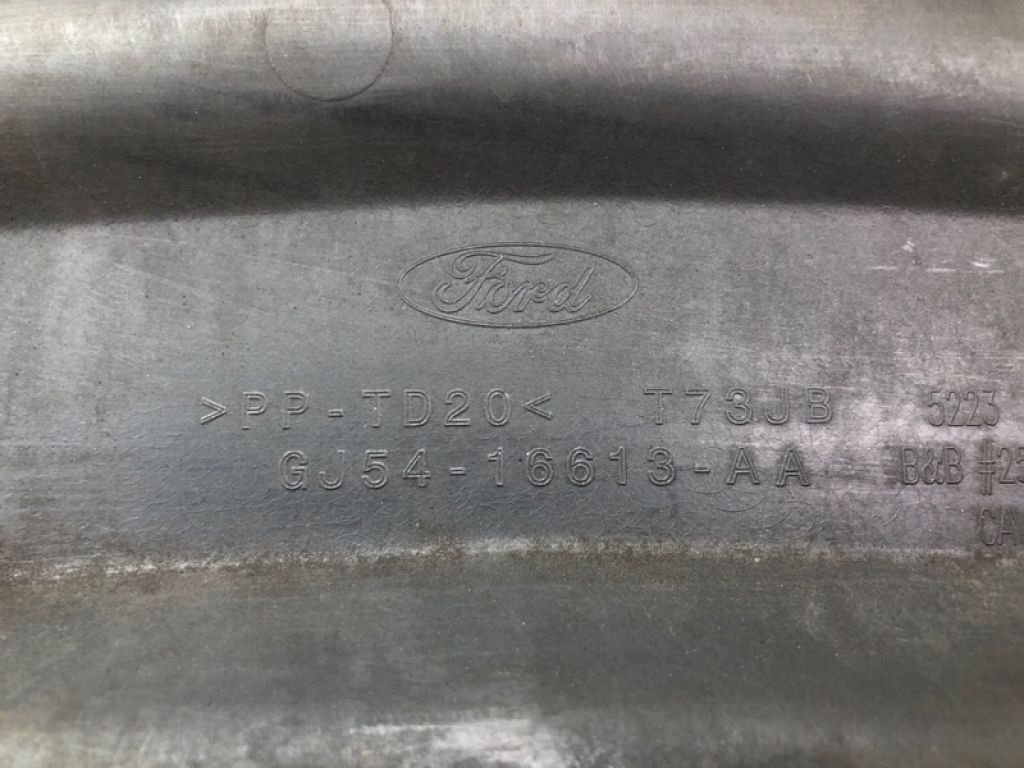 Ford
>PP-TD20< T73JB 5223
GJ54-16613-AA B&B